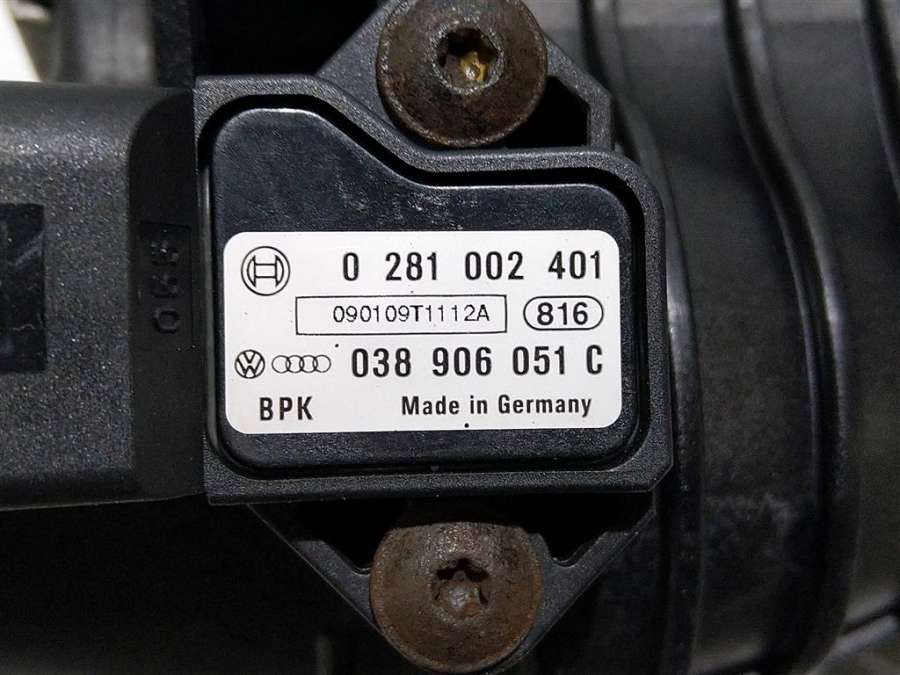 0 281 002 401
090109T1112A 816
038 906 051 C
BPK Made in Germany